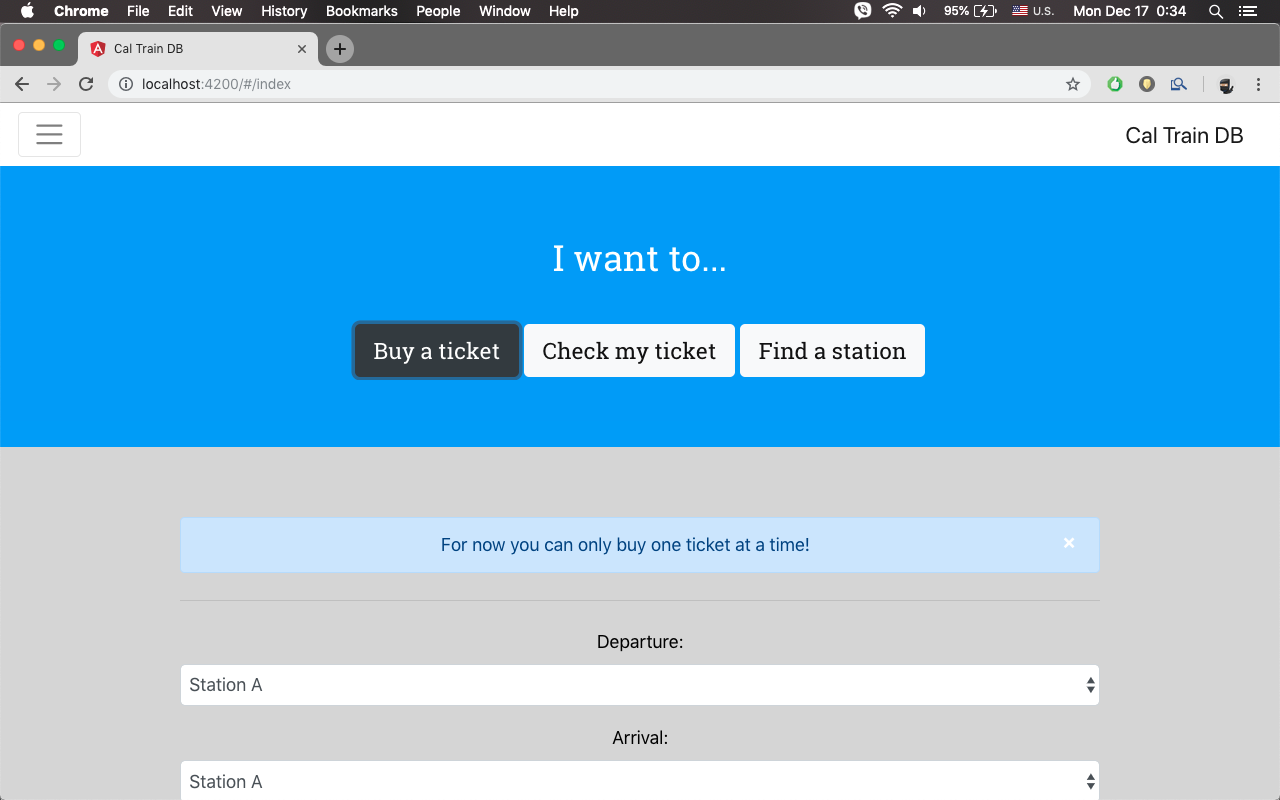 Chrome File Edit View History Bookmarks People Window Help 95% U.S. Mon Dec 17 0:34
Cal Train DB
localhost:4200/#/index
Cal Train DB
I want to...
Buy a ticket Check my ticket Find a station
For now you can only buy one ticket at a time!
Departure:
Station A
Arrival:
Station A